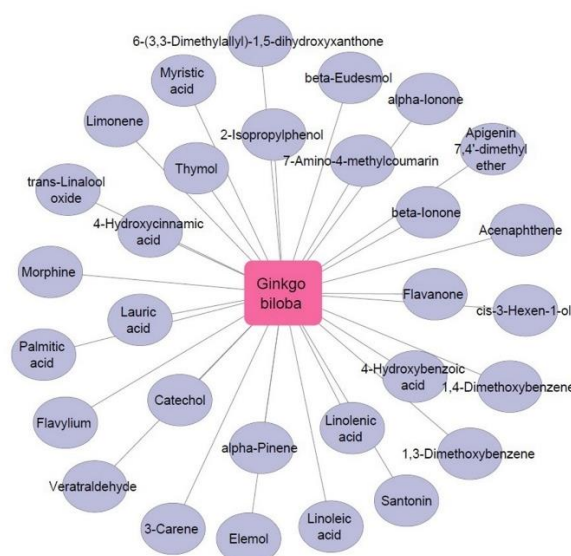 6-(3,3-Dimethylallyl)-1,5-dihydroxyxanthone
Myristic
acid
beta-Eudesmol
alpha-Ionone
Limonene
2-Isopropylphenol
Apigenin
7,4'-dimethyl
ether
Thymol
7-Amino-4-methylcoumarin
trans-Linalool
oxide
4-Hydroxycinnamic
acid
beta-Ionone
Acenaphthene
Morphine
Ginkgo
biloba
Flavanone
cis-3-Hexen-1-ol
Lauric
acid
Palmitic
acid
4-Hydroxybenzoic
acid
1,4-Dimethoxybenzene
Flavylium
Catechol
Linolenic
acid
alpha-Pinene
1,3-Dimethoxybenzene
Veratraldehyde
Santonin
3-Carene
Elemol
Linoleic
acid